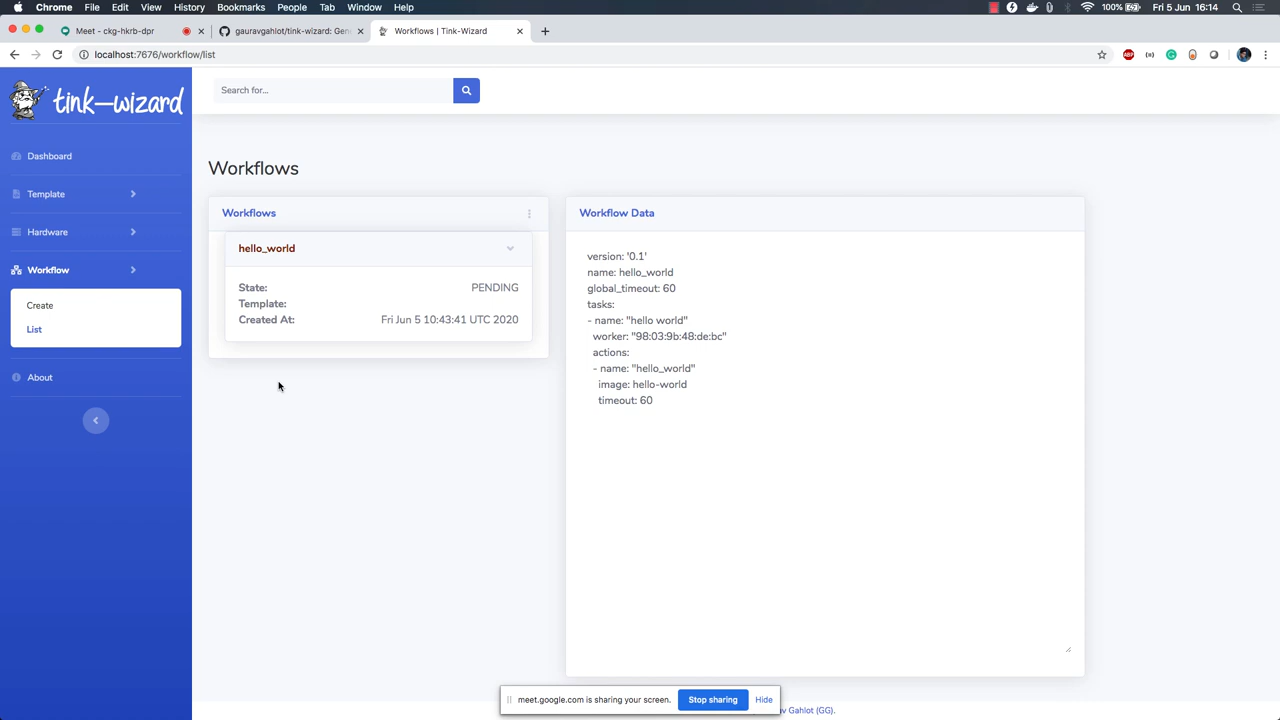 Chrome File Edit View History Bookmarks People Tab Window Help 100% Fri 5 Jun 16:14
Meet - ckg-hkrb-dpr gauravgahlot/tink-wizard: Gen Workflows | Tink-Wizard
localhost:7676/workflow/list
tink-wizard
Search for...
Dashboard
Template
Hardware
Workflow
Create
List
About
Workflows
Workflows
hello_world
State: PENDING
Template:
Created At: Fri Jun 5 10:43:41 UTC 2020
Workflow Data
version: '0.1'
name: hello_world
global_timeout: 60
tasks:
- name: "hello world"
worker: "98:03:9b:48:de:bc"
actions:
- name: "hello_world"
image: hello-world
timeout: 60
meet.google.com is sharing your screen. Stop sharing Hide
Gahlot (GG).